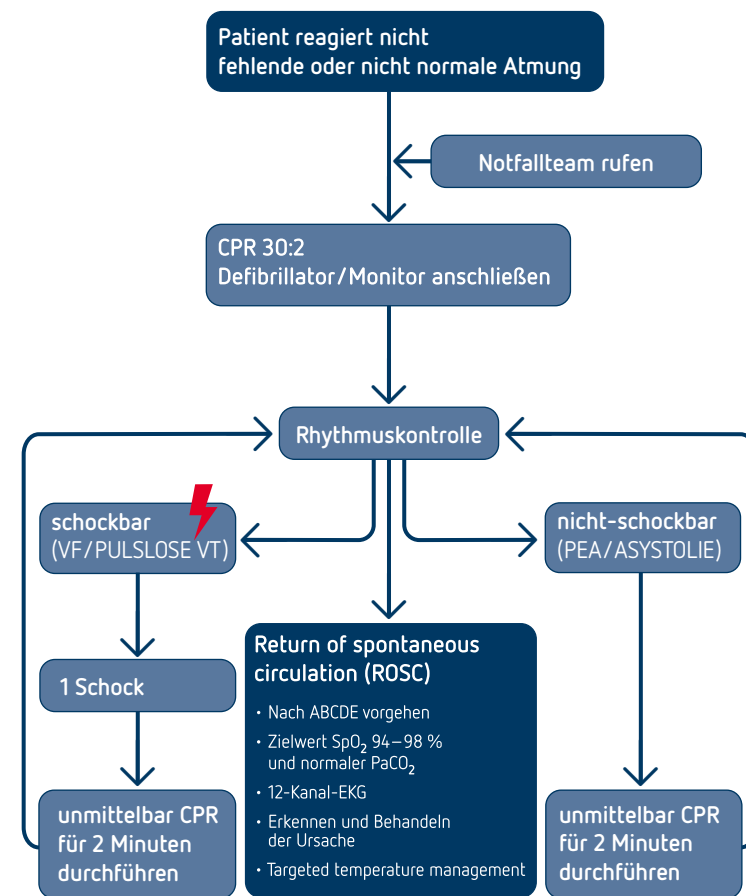 Patient reagiert nicht
fehlende oder nicht normale Atmung
Notfallteam rufen
CPR 30:2
Defibrillator/Monitor anschließen
Rhythmuskontrolle
schockbar
(VF/PULSLOSE VT)
nicht-schockbar
(PEA/ASYSTOLIE)
1 Schock
Return of spontaneous
circulation (ROSC)
• Nach ABCDE vorgehen
• Zielwert SpO₂ 94–98 %
und normaler PaCO₂
• 12-Kanal-EKG
• Erkennen und Behandeln
der Ursache
• Targeted temperature management
unmittelbar CPR
für 2 Minuten
durchführen
unmittelbar CPR
für 2 Minuten
durchführen